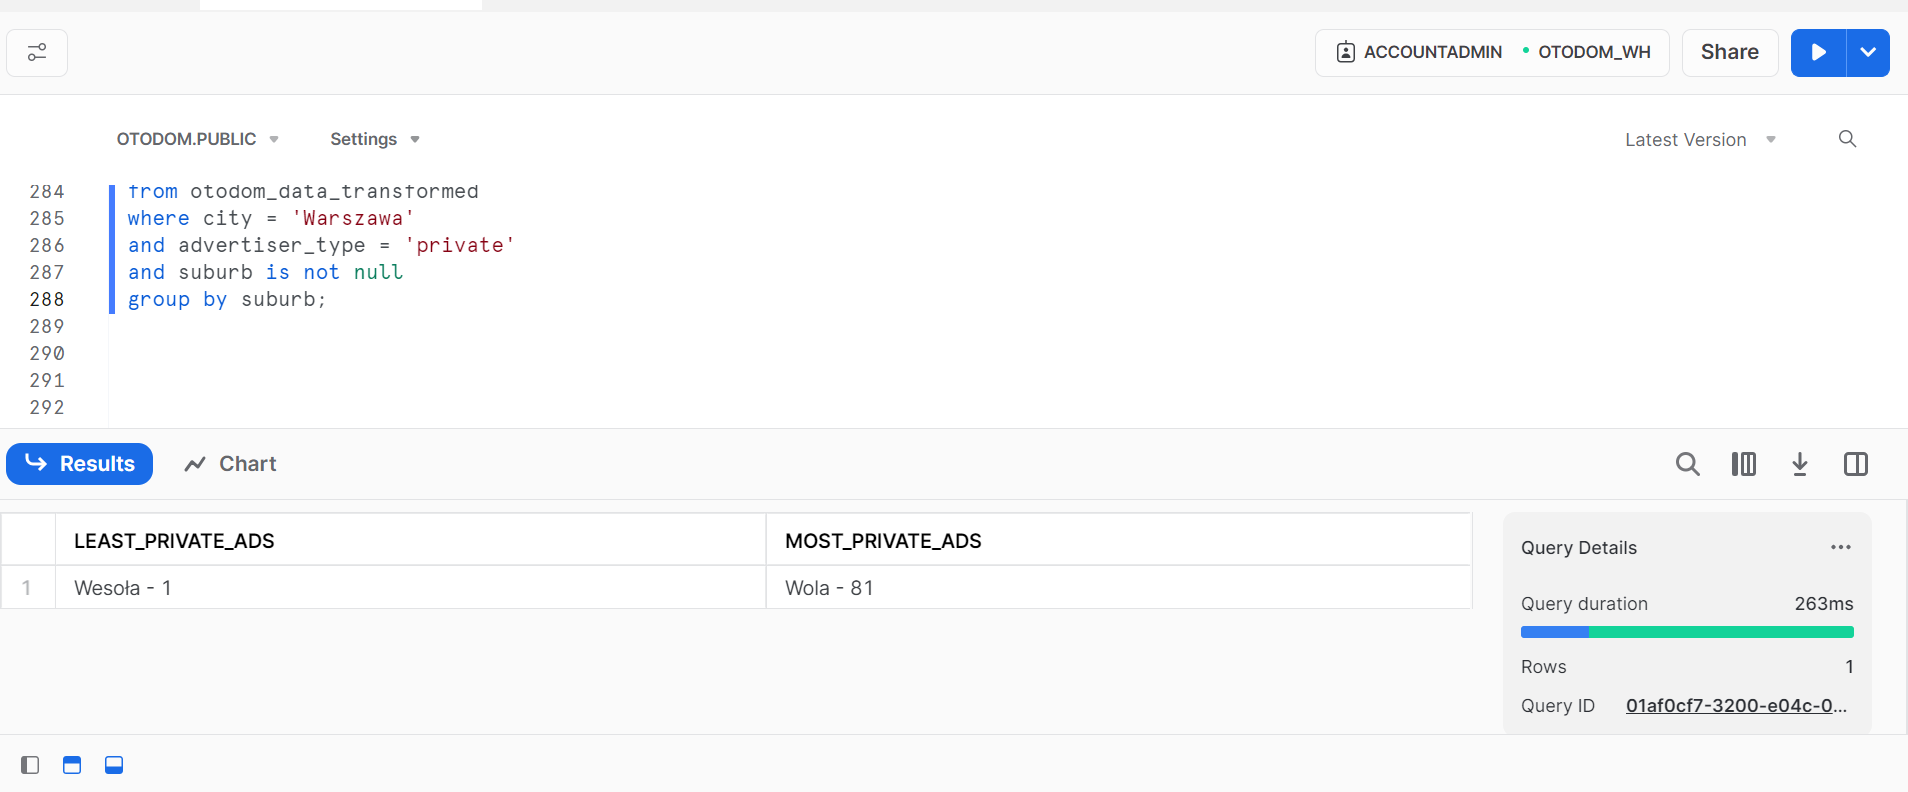 ACCOUNTADMIN OTODOM_WH Share
OTODOM.PUBLIC Settings Latest Version
284 from otodom_data_transformed
285 where city = 'Warszawa'
286 and advertiser_type = 'private'
287 and suburb is not null
288 group by suburb;
289
290
291
292
Results Chart
LEAST_PRIVATE_ADS MOST_PRIVATE_ADS
1 Wesoła - 1 Wola - 81
Query Details
Query duration 263ms
Rows 1
Query ID 01af0cf7-3200-e04c-0...